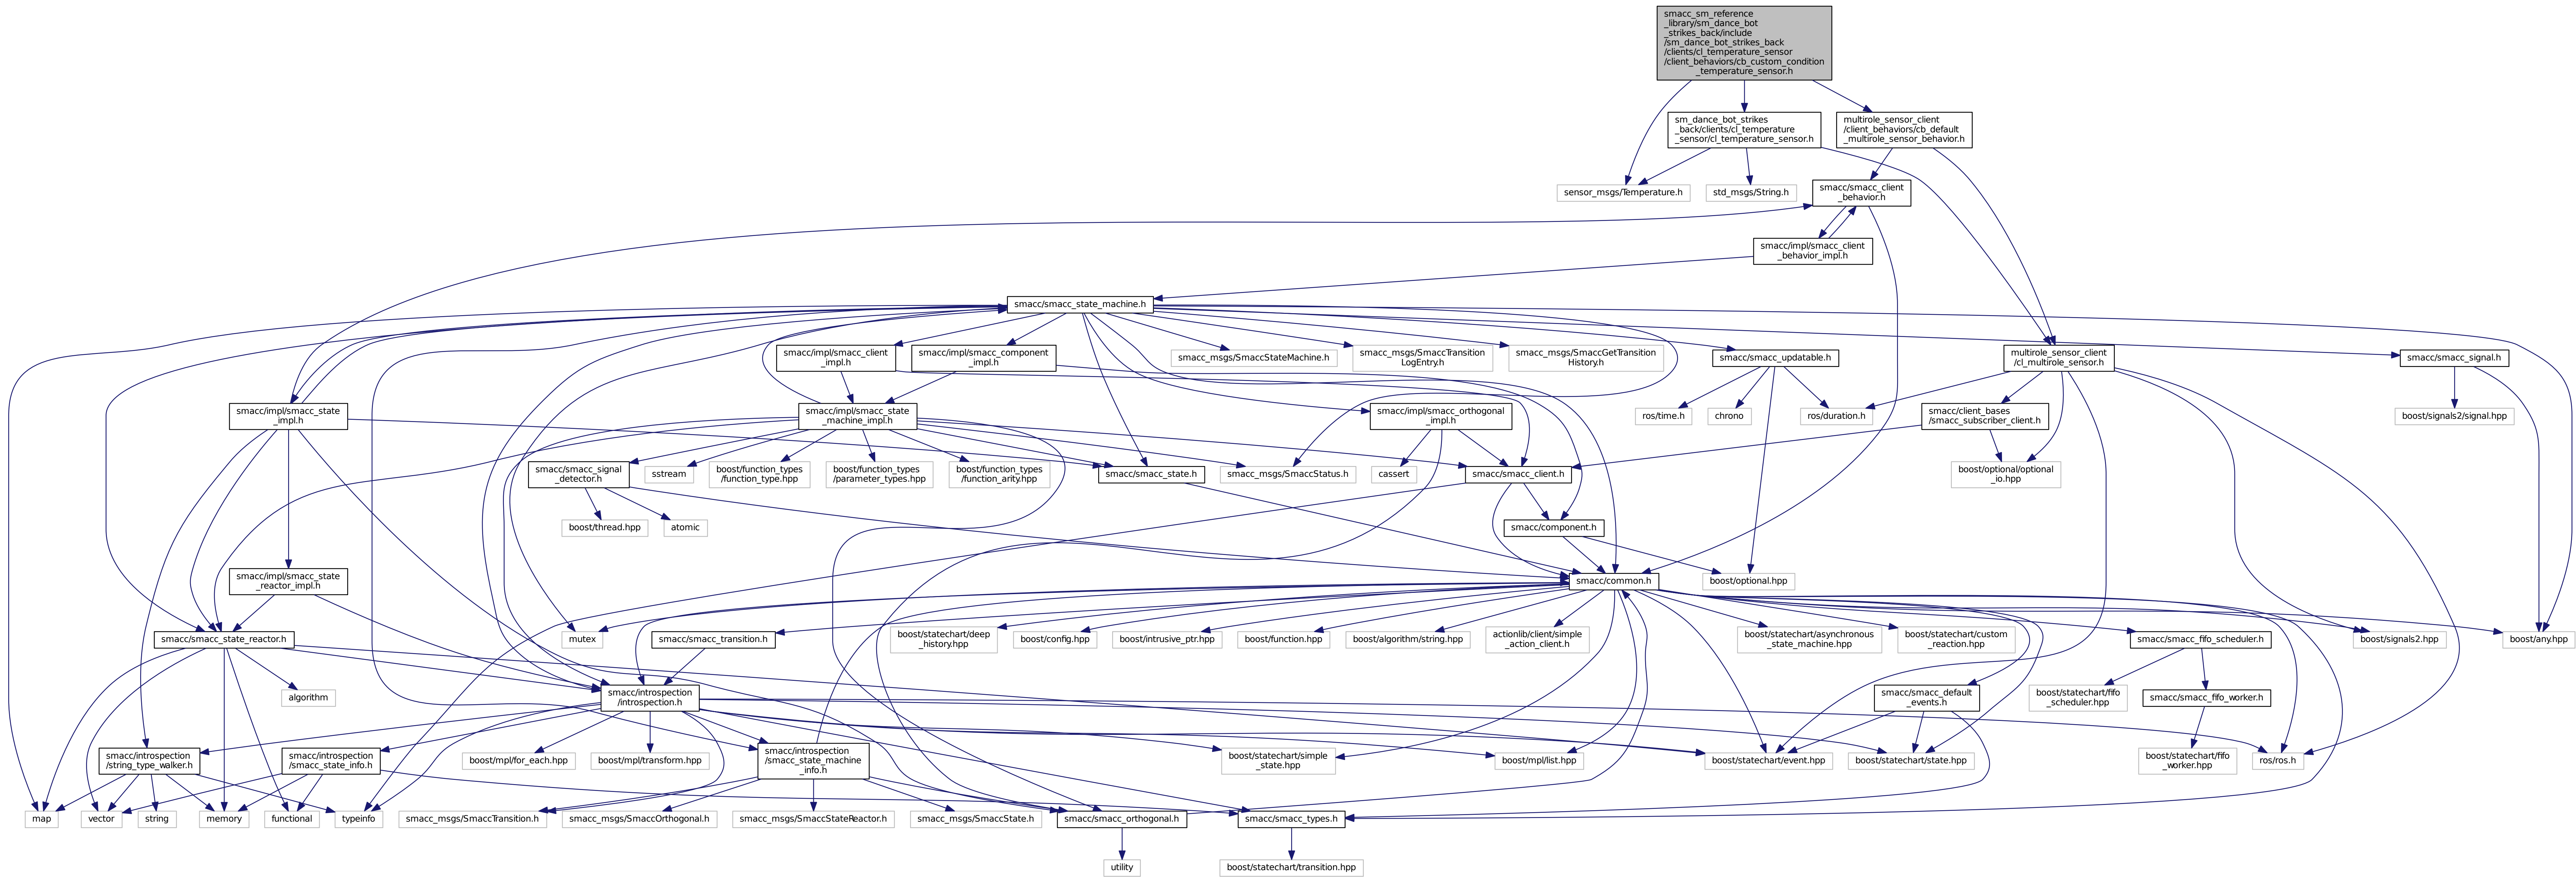 smacc_sm_reference
_library/sm_dance_bot
_strikes_back/include
/sm_dance_bot_strikes_back
/clients/cl_temperature_sensor
/client_behaviors/cb_custom_condition
_temperature_sensor.h
sm_dance_bot_strikes
_back/clients/cl_temperature
_sensor/cl_temperature_sensor.h
multirole_sensor_client
/client_behaviors/cb_default
_multirole_sensor_behavior.h
sensor_msgs/Temperature.h
std_msgs/String.h
smacc/smacc_client
_behavior.h
smacc/impl/smacc_client
_behavior_impl.h
smacc/smacc_state_machine.h
smacc/impl/smacc_client
_impl.h
smacc/impl/smacc_component
_impl.h
smacc_msgs/SmaccStateMachine.h
smacc_msgs/SmaccTransition
LogEntry.h
smacc_msgs/SmaccGetTransition
History.h
smacc/smacc_updatable.h
multirole_sensor_client
/cl_multirole_sensor.h
smacc/smacc_signal.h
smacc/impl/smacc_state
_impl.h
smacc/impl/smacc_state
_machine_impl.h
smacc/impl/smacc_orthogonal
_impl.h
ros/time.h
chrono
ros/duration.h
smacc/client_bases
/smacc_subscriber_client.h
boost/signals2/signal.hpp
smacc/smacc_signal
_detector.h
sstream
boost/function_types
/function_type.hpp
boost/function_types
/parameter_types.hpp
boost/function_types
/function_arity.hpp
smacc/smacc_state.h
smacc_msgs/SmaccStatus.h
cassert
smacc/smacc_client.h
boost/optional/optional
_io.hpp
boost/thread.hpp
atomic
smacc/component.h
smacc/impl/smacc_state
_reactor_impl.h
smacc/common.h
boost/optional.hpp
smacc/smacc_state_reactor.h
mutex
smacc/smacc_transition.h
boost/statechart/deep
_history.hpp
boost/config.hpp
boost/intrusive_ptr.hpp
boost/function.hpp
boost/algorithm/string.hpp
actionlib/client/simple
_action_client.h
boost/statechart/asynchronous
_state_machine.hpp
boost/statechart/custom
_reaction.hpp
smacc/smacc_fifo_scheduler.h
boost/signals2.hpp
boost/any.hpp
algorithm
smacc/introspection
/introspection.h
smacc/smacc_default
_events.h
boost/statechart/fifo
_scheduler.hpp
smacc/smacc_fifo_worker.h
smacc/introspection
/string_type_walker.h
smacc/introspection
/smacc_state_info.h
boost/mpl/for_each.hpp
boost/mpl/transform.hpp
smacc/introspection
/smacc_state_machine
_info.h
boost/statechart/simple
_state.hpp
boost/mpl/list.hpp
boost/statechart/event.hpp
boost/statechart/state.hpp
boost/statechart/fifo
_worker.hpp
ros/ros.h
map
vector
string
memory
functional
typeinfo
smacc_msgs/SmaccTransition.h
smacc_msgs/SmaccOrthogonal.h
smacc_msgs/SmaccStateReactor.h
smacc_msgs/SmaccState.h
smacc/smacc_orthogonal.h
smacc/smacc_types.h
utility
boost/statechart/transition.hpp